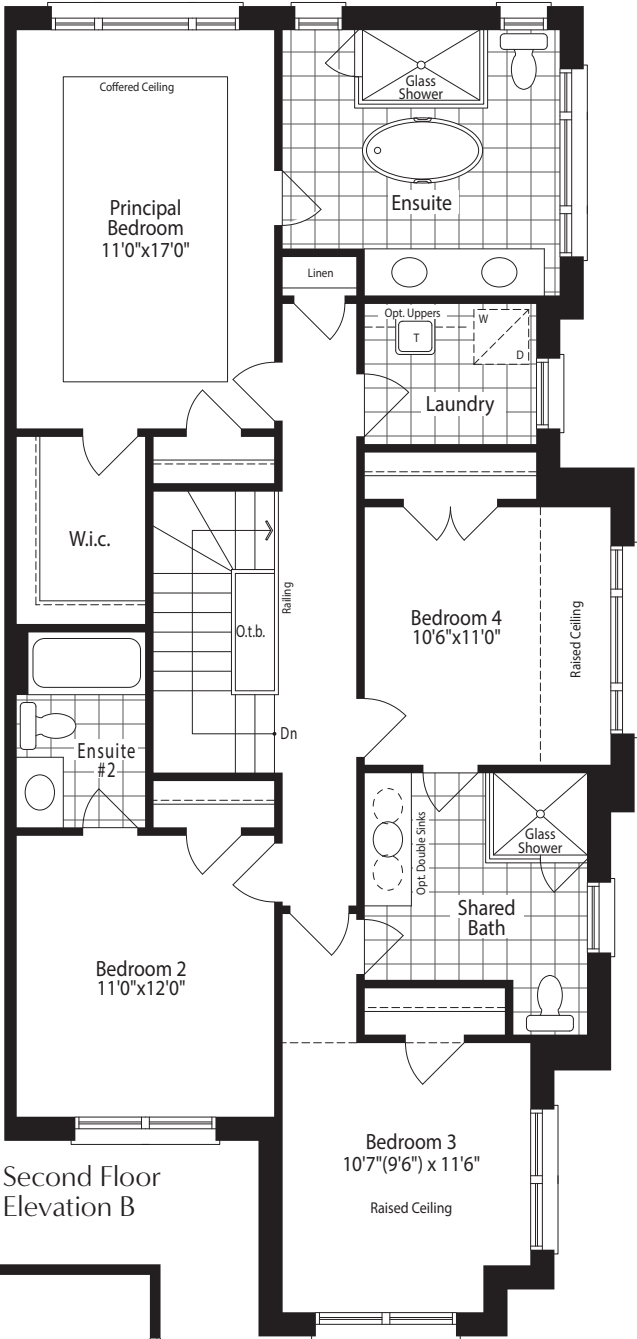 Coffered Ceiling
Glass
Shower
Principal
Bedroom
11'0"x17'0"
Ensuite
Linen
Opt. Uppers
T
W
D
Laundry
W.i.c.
Railing
O.t.b.
Bedroom 4
10'6"x11'0"
Raised Ceiling
Dn
Ensuite
#2
Opt. Double Sinks
Glass
Shower
Shared
Bath
Bedroom 2
11'0"x12'0"
Bedroom 3
10'7"(9'6") x 11'6"
Raised Ceiling
Second Floor
Elevation B